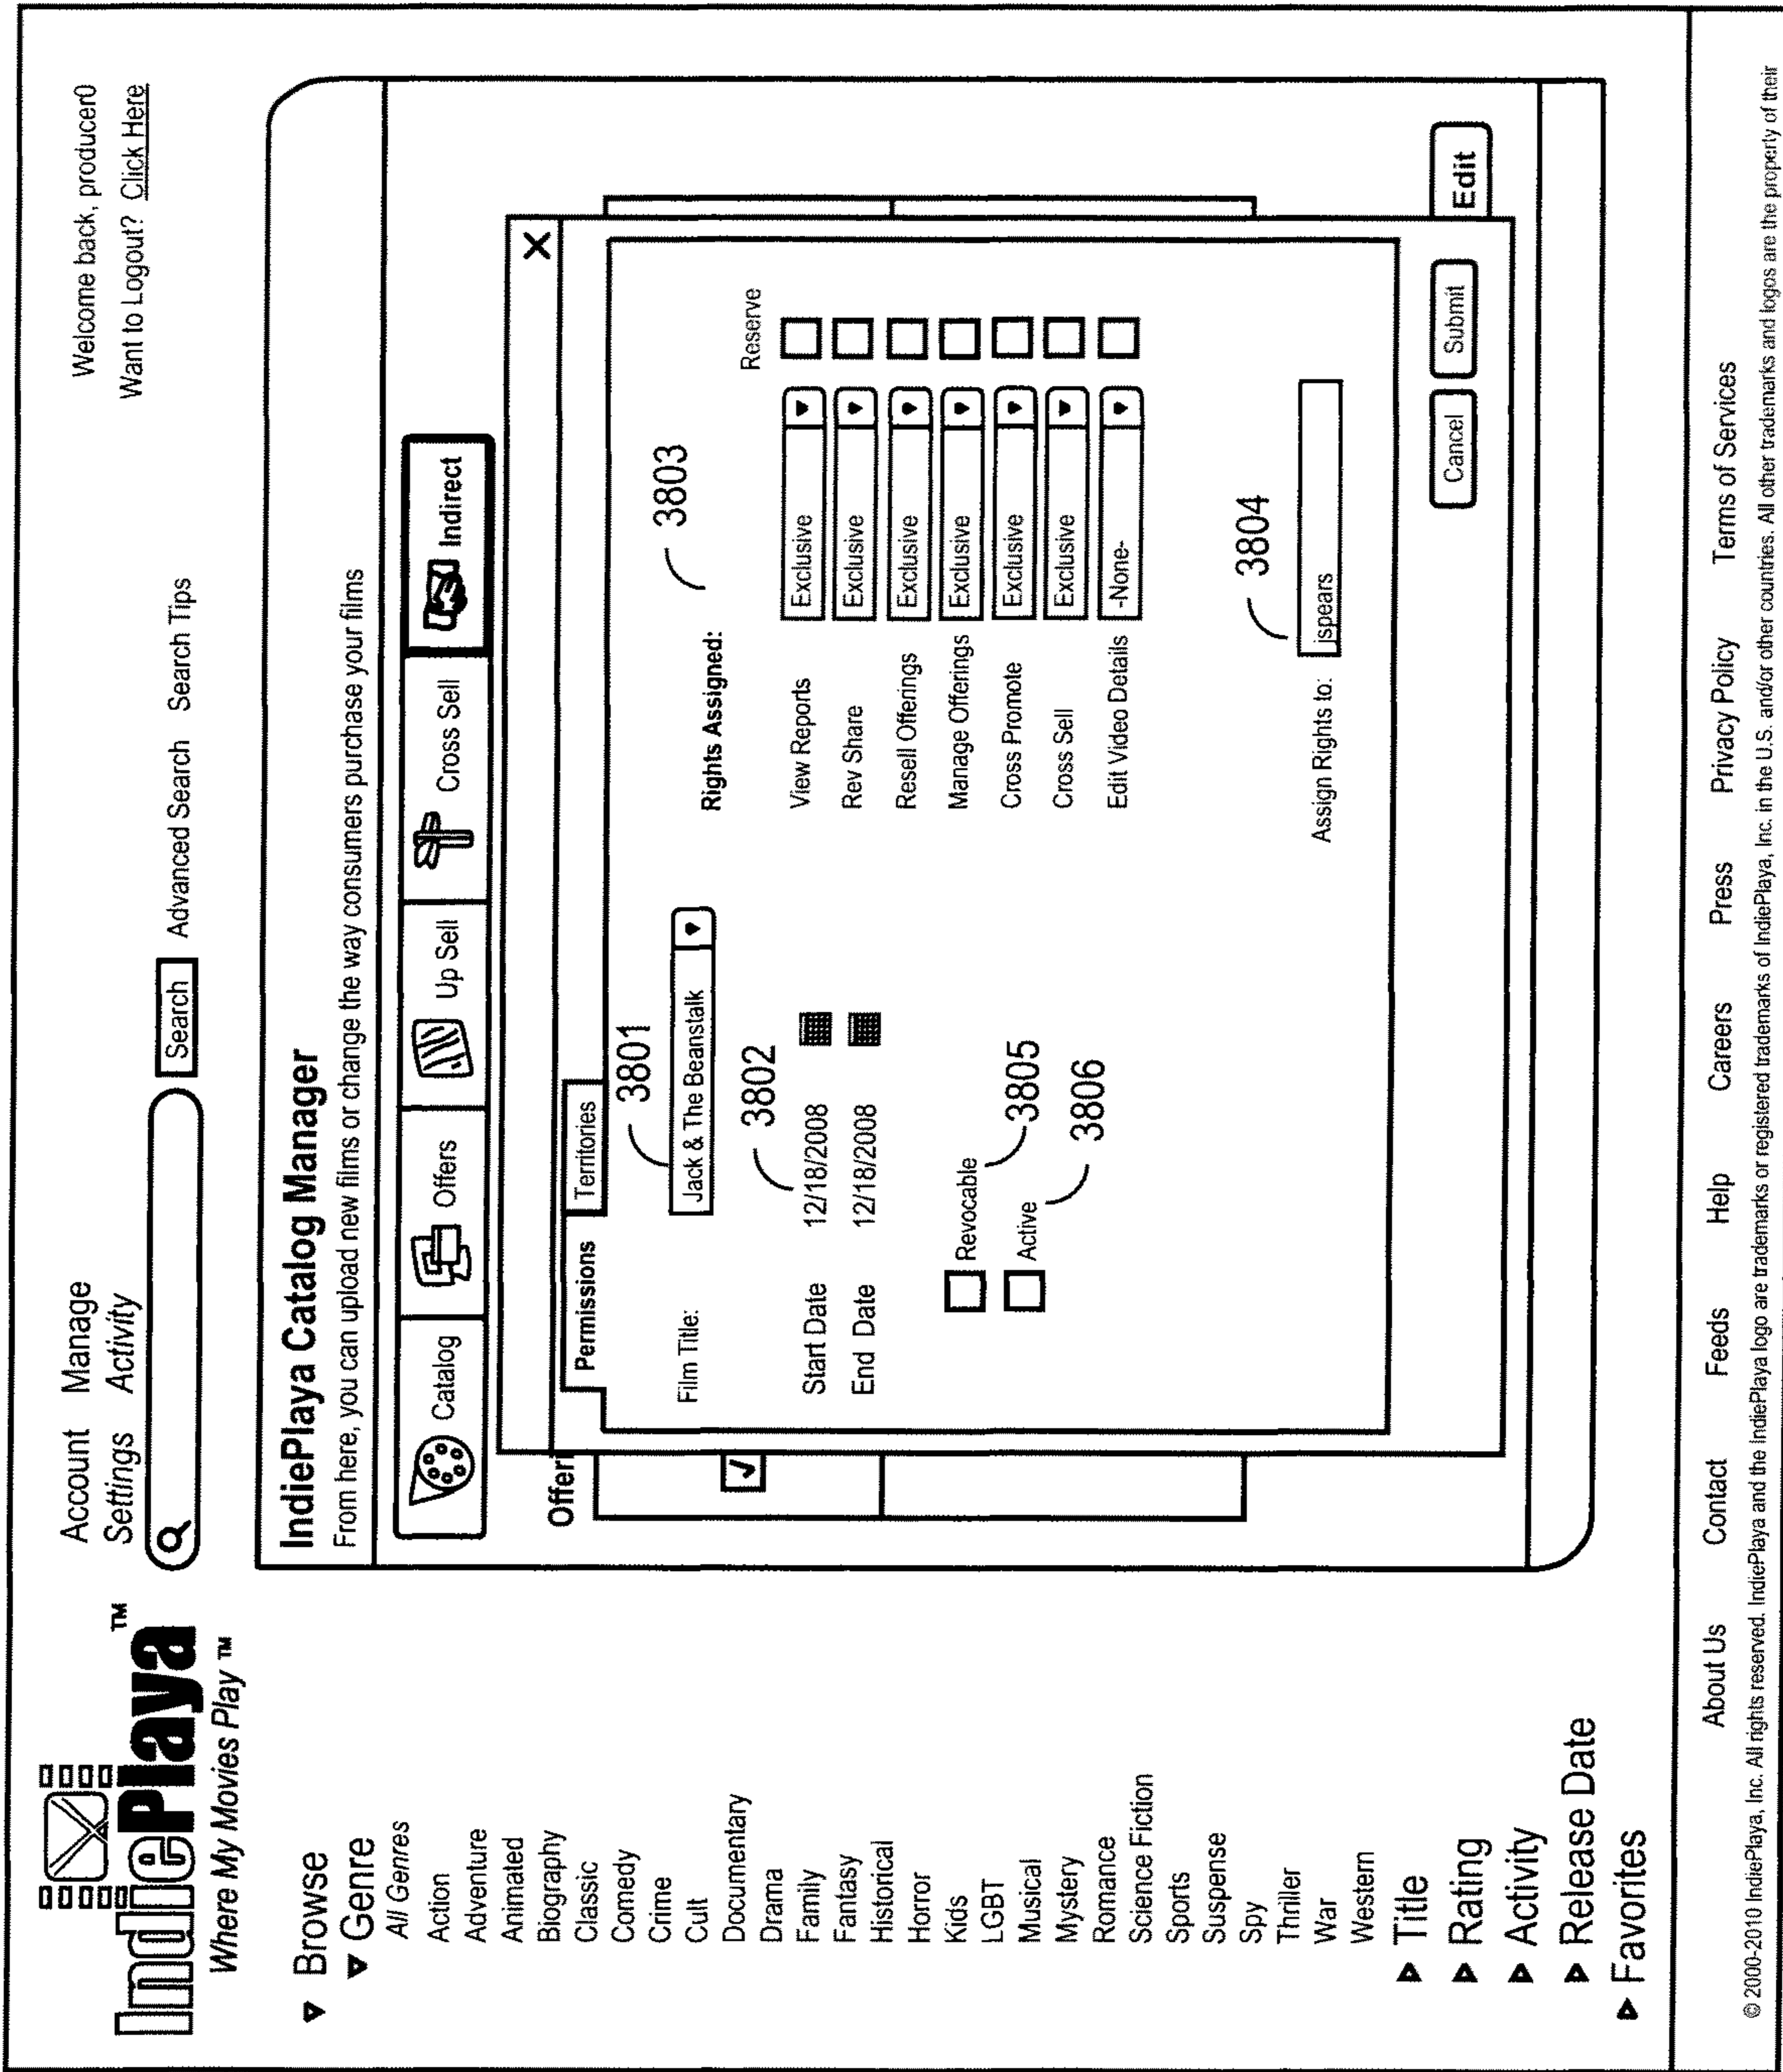 IndiePlaya™
Where My Movies Play ™
Account Manage
Settings Activity
Search Advanced Search Search Tips
Welcome back, producer0
Want to Logout? Click Here
▼ Browse
▼ Genre
All Genres
Action
Adventure
Animated
Biography
Classic
Comedy
Crime
Cult
Documentary
Drama
Family
Fantasy
Historical
Horror
Kids
LGBT
Musical
Mystery
Romance
Science Fiction
Sports
Suspense
Spy
Thriller
War
Western
▶ Title
▶ Rating
▶ Activity
▶ Release Date
▶ Favorites
IndiePlaya Catalog Manager
From here, you can upload new films or change the way consumers purchase your films
Catalog Offers Up Sell Cross Sell Indirect
Offer
X
Permissions Territories
3801
Film Title: Jack & The Beanstalk
3802
Start Date 12/18/2008
End Date 12/18/2008
Revocable 3805
Active 3806
3803
Rights Assigned:
Reserve
View Reports Exclusive
Rev Share Exclusive
Resell Offerings Exclusive
Manage Offerings Exclusive
Cross Promote Exclusive
Cross Sell Exclusive
Edit Video Details -None-
3804
Assign Rights to: jspears
Cancel Submit
Edit
About Us Contact Feeds Help Careers Press Privacy Policy Terms of Services
© 2000-2010 IndiePlaya, Inc. All rights reserved. IndiePlaya and the IndiePlaya logo are trademarks or registered trademarks of IndiePlaya, Inc. in the U.S. and/or other countries. All other trademarks and logos are the property of their